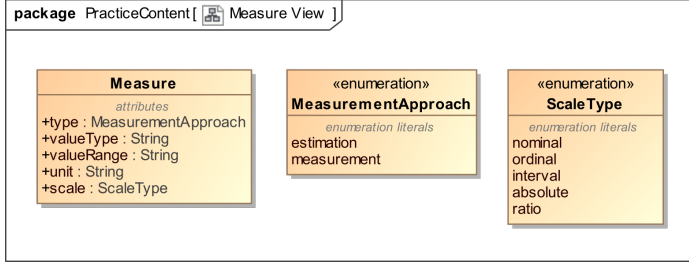 package PracticeContent [ Measure View ]
Measure
attributes
+type : MeasurementApproach
+valueType : String
+valueRange : String
+unit : String
+scale : ScaleType
«enumeration»
MeasurementApproach
enumeration literals
estimation
measurement
«enumeration»
ScaleType
enumeration literals
nominal
ordinal
interval
absolute
ratio